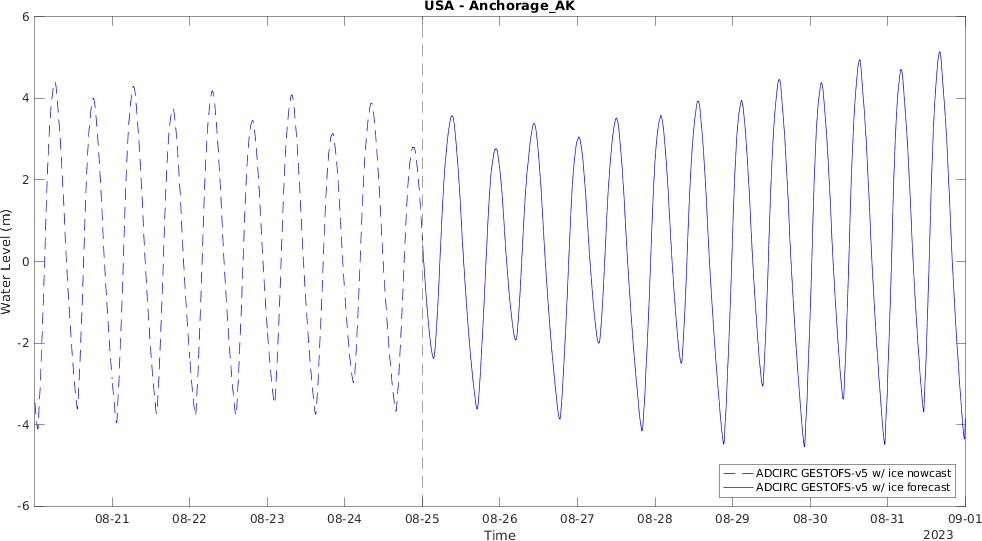 USA - Anchorage_AK
6
4
2
0
-2
-4
-6
Water Level (m)
ADCIRC GESTOFS-v5 w/ ice nowcast
ADCIRC GESTOFS-v5 w/ ice forecast
08-21 08-22 08-23 08-24 08-25 08-26 08-27 08-28 08-29 08-30 08-31 09-01
Time
2023